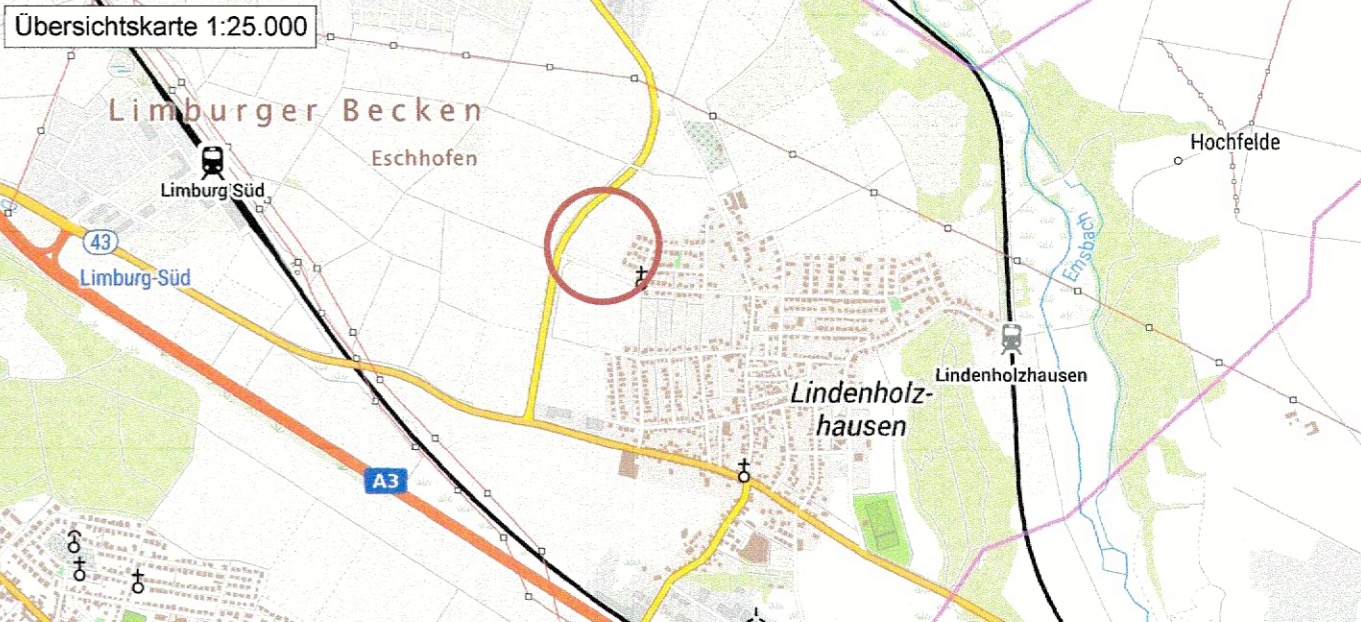 Übersichtskarte 1:25.000
Limburger Becken
Eschhofen
Hochfelde
Limburg Süd
43
Limburg-Süd
Emsbach
Lindenholzhausen
Lindenholz-
hausen
A3